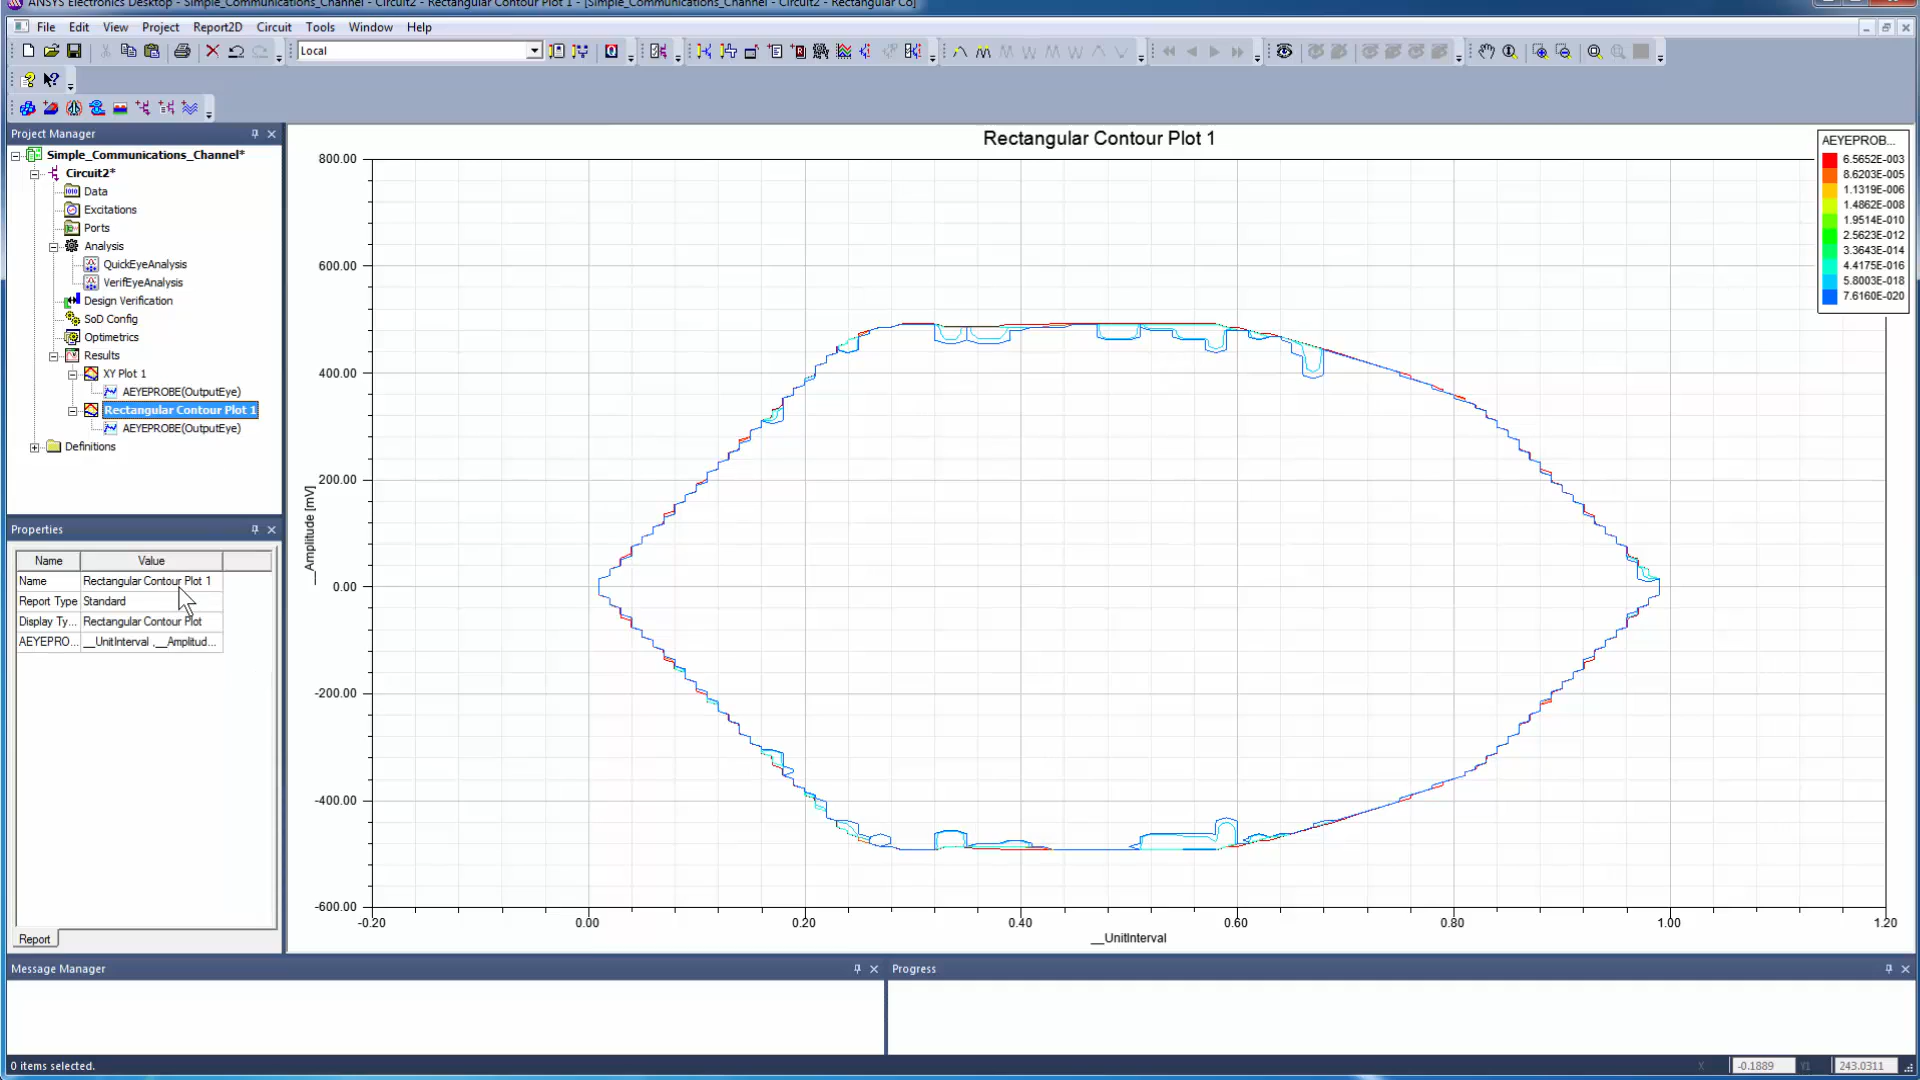 ANSYS Electronics Desktop - Simple_Communications_Channel - Circuit2 - Rectangular Contour Plot 1 - [Simple_Communications_Channel - Circuit2 - Rectangular Co]
File Edit View Project Report2D Circuit Tools Window Help
Local
Project Manager
Simple_Communications_Channel*
Circuit2*
Data
Excitations
Ports
Analysis
QuickEyeAnalysis
VerifEyeAnalysis
Design Verification
SoD Config
Optimetrics
Results
XY Plot 1
AEYEPROBE(OutputEye)
Rectangular Contour Plot 1
AEYEPROBE(OutputEye)
Definitions
Properties
Name Value
Name Rectangular Contour Plot 1
Report Type Standard
Display Ty... Rectangular Contour Plot
AEYEPRO... __UnitInterval ,__Amplitud...
Report
Rectangular Contour Plot 1
800.00
600.00
400.00
200.00
0.00
-200.00
-400.00
-600.00
__Amplitude [mV]
-0.20 0.00 0.20 0.40 0.60 0.80 1.00 1.20
__UnitInterval
AEYEPROB...
6.5652E-003
8.6203E-005
1.1319E-006
1.4862E-008
1.9514E-010
2.5623E-012
3.3643E-014
4.4175E-016
5.8003E-018
7.6160E-020
Message Manager
Progress
0 items selected.
X -0.1889 Y1 243.0311